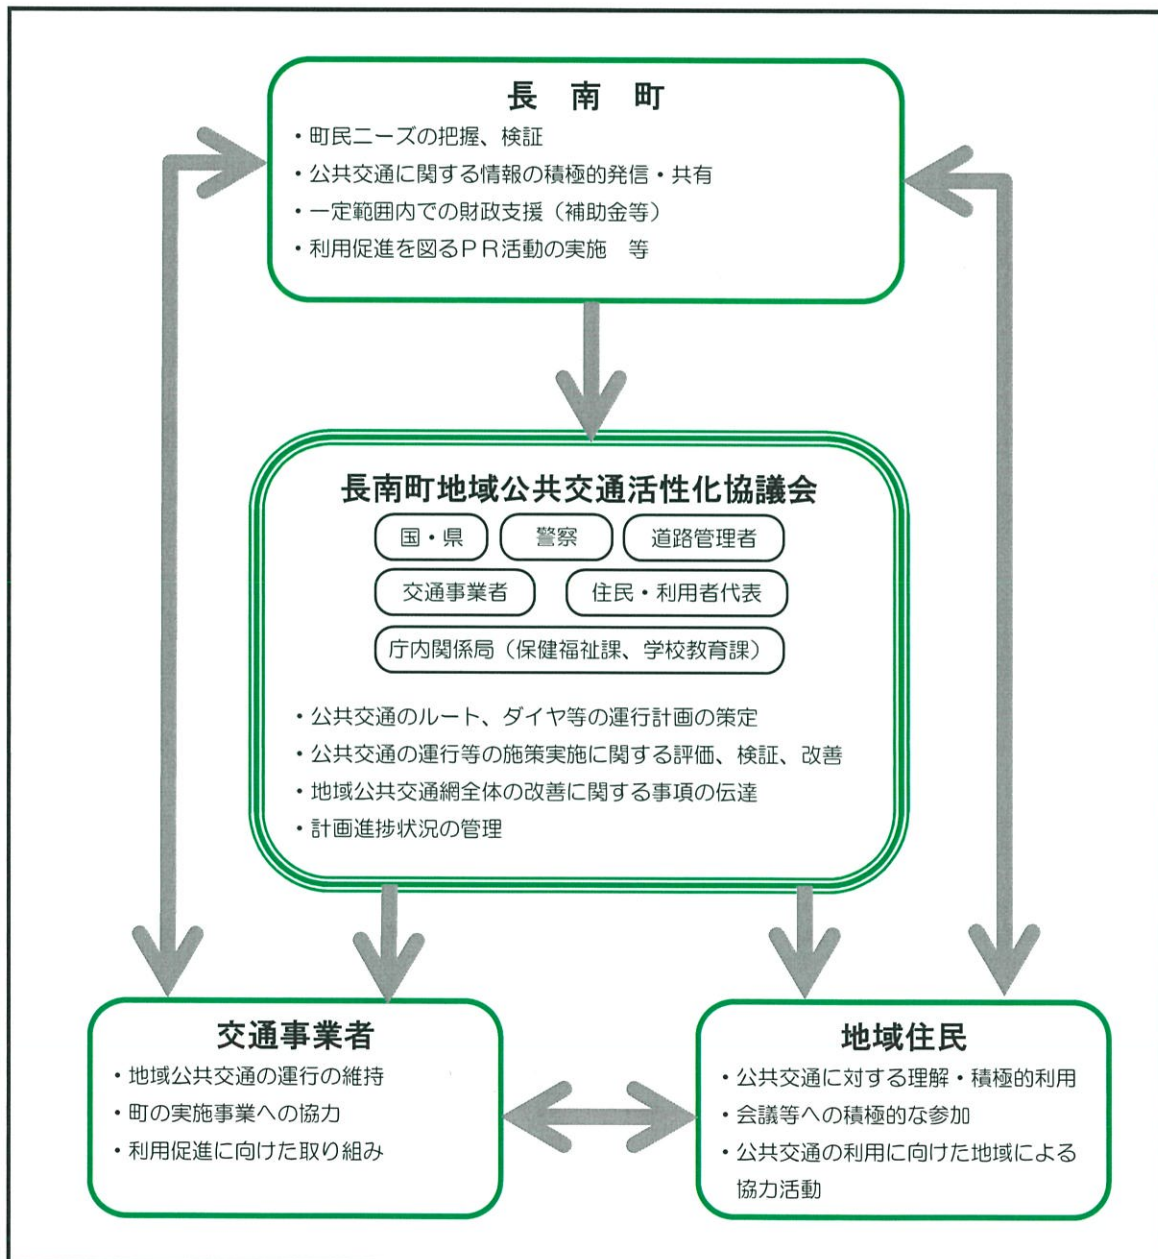 長南町
・町民ニーズの把握、検証
・公共交通に関する情報の積極的発信・共有
・一定範囲内での財政支援（補助金等）
・利用促進を図るＰＲ活動の実施　等
長南町地域公共交通活性化協議会
国・県
警察
道路管理者
交通事業者
住民・利用者代表
庁内関係局（保健福祉課、学校教育課）
・公共交通のルート、ダイヤ等の運行計画の策定
・公共交通の運行等の施策実施に関する評価、検証、改善
・地域公共交通網全体の改善に関する事項の伝達
・計画進捗状況の管理
交通事業者
・地域公共交通の運行の維持
・町の実施事業への協力
・利用促進に向けた取り組み
地域住民
・公共交通に対する理解・積極的利用
・会議等への積極的な参加
・公共交通の利用に向けた地域による
協力活動